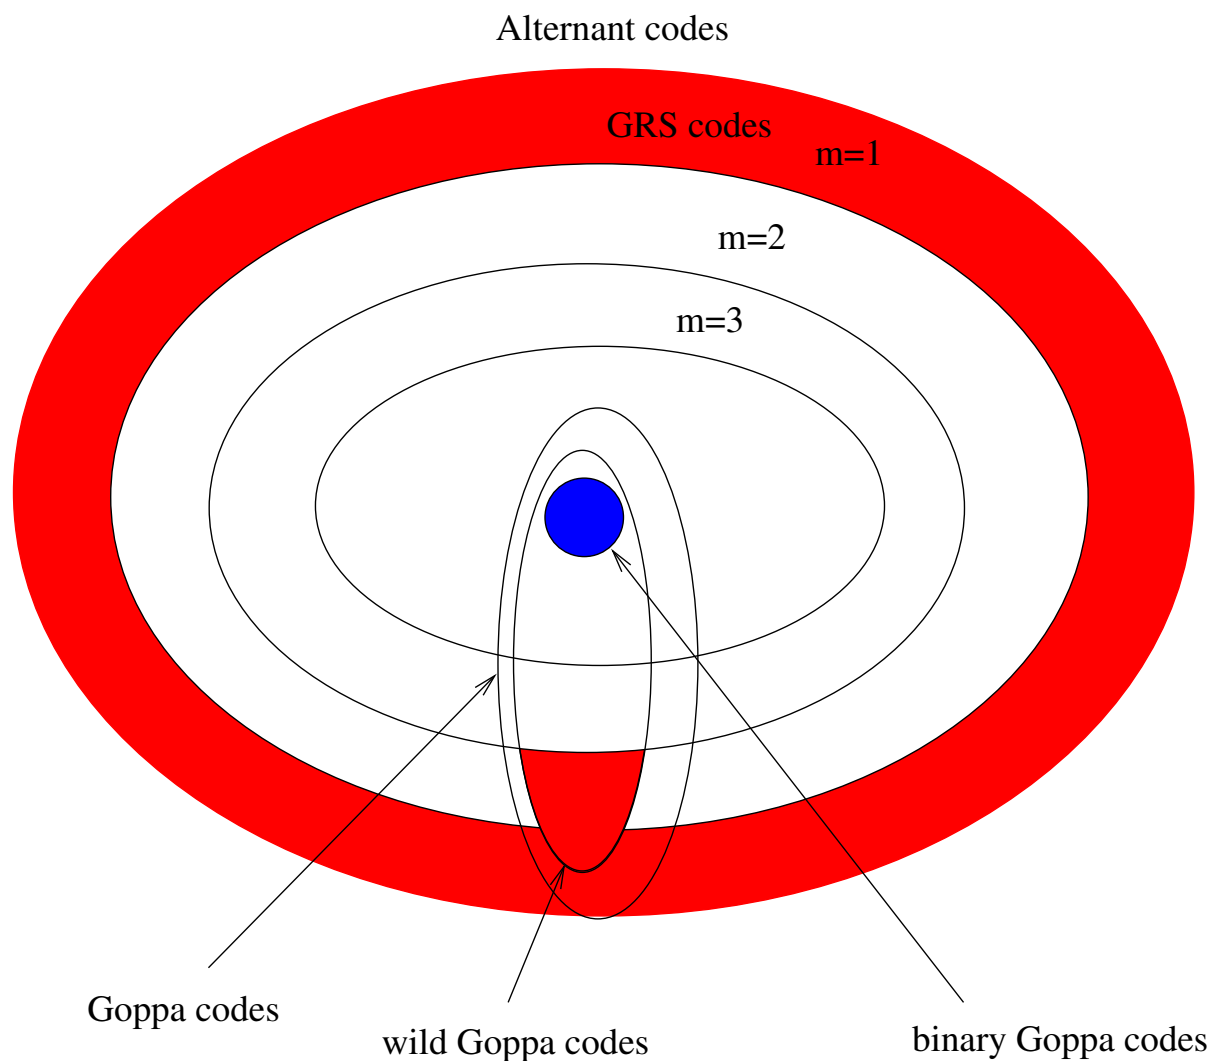 Alternant codes
GRS codes
m=1
m=2
m=3
Goppa codes
wild Goppa codes
binary Goppa codes